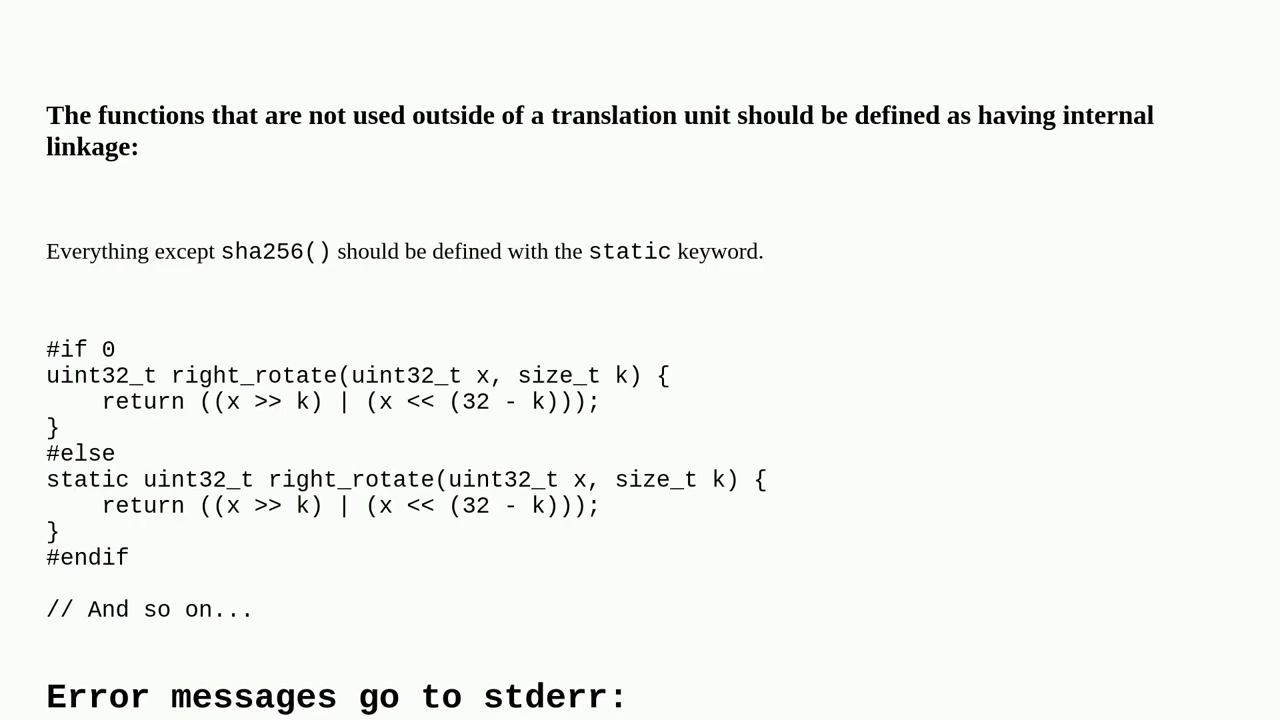 The functions that are not used outside of a translation unit should be defined as having internal
linkage:
Everything except sha256() should be defined with the static keyword.
#if 0
uint32_t right_rotate(uint32_t x, size_t k) {
    return ((x >> k) | (x << (32 - k)));
}
#else
static uint32_t right_rotate(uint32_t x, size_t k) {
    return ((x >> k) | (x << (32 - k)));
}
#endif
// And so on...
Error messages go to stderr: